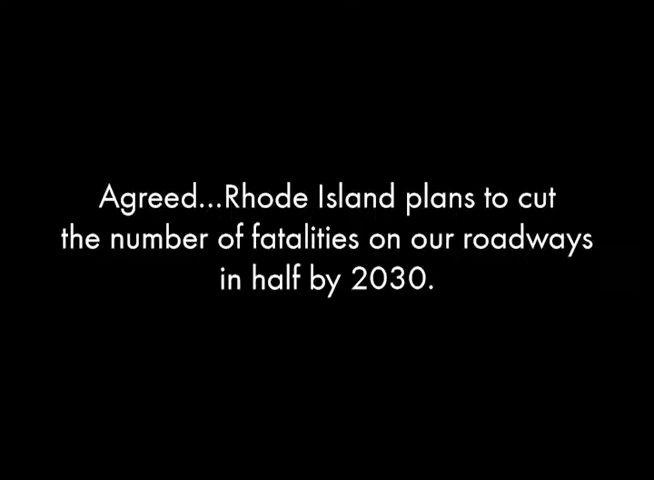 Agreed...Rhode Island plans to cut
the number of fatalities on our roadways
in half by 2030.